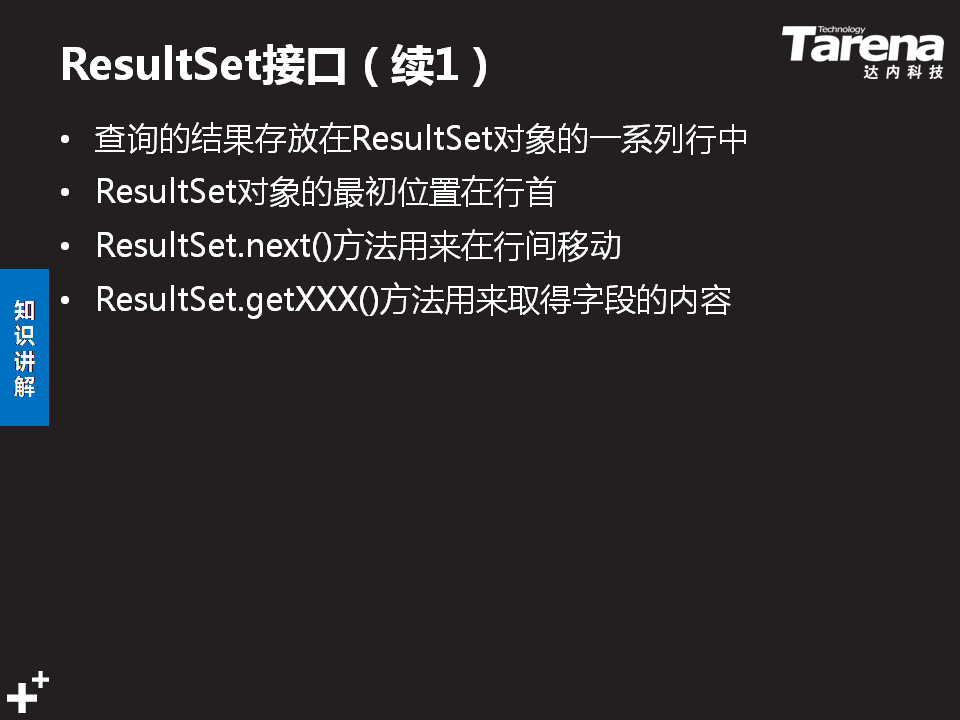 ResultSet接口（续1）
Technology
Tarena
达内科技
• 查询的结果存放在ResultSet对象的一系列行中
• ResultSet对象的最初位置在行首
• ResultSet.next()方法用来在行间移动
• ResultSet.getXXX()方法用来取得字段的内容
知
识
讲
解